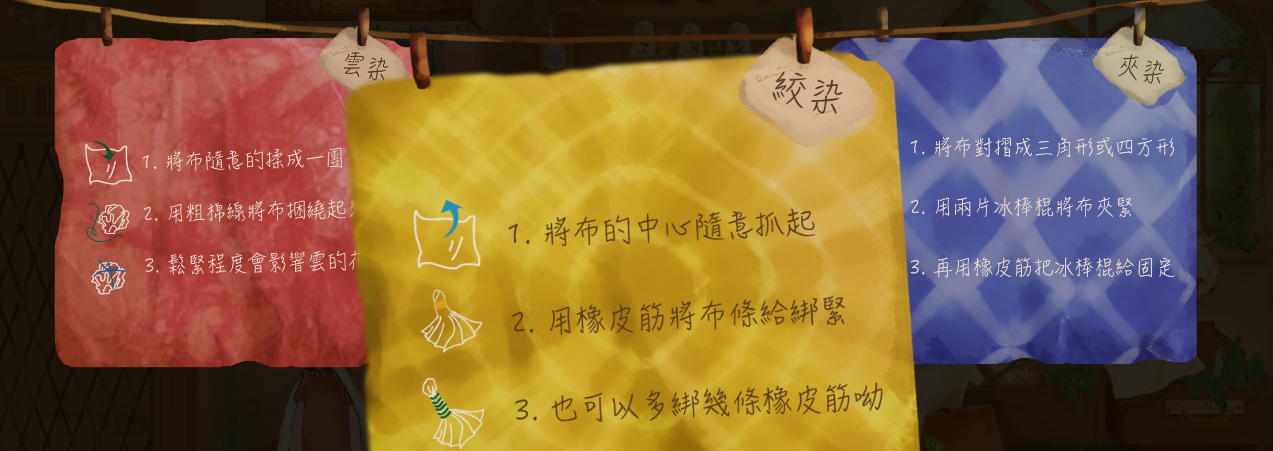 雲染
1. 將布隨意的揉成一團
2. 用粗棉線將布捆繞起
3. 鬆緊程度會影響雲的花
絞染
1. 將布的中心隨意抓起
2. 用橡皮筋將布條給綁緊
3. 也可以多綁幾條橡皮筋呦
夾染
1. 將布對摺成三角形或四方形
2. 用兩片冰棒棍將布夾緊
3. 再用橡皮筋把冰棒棍給固定